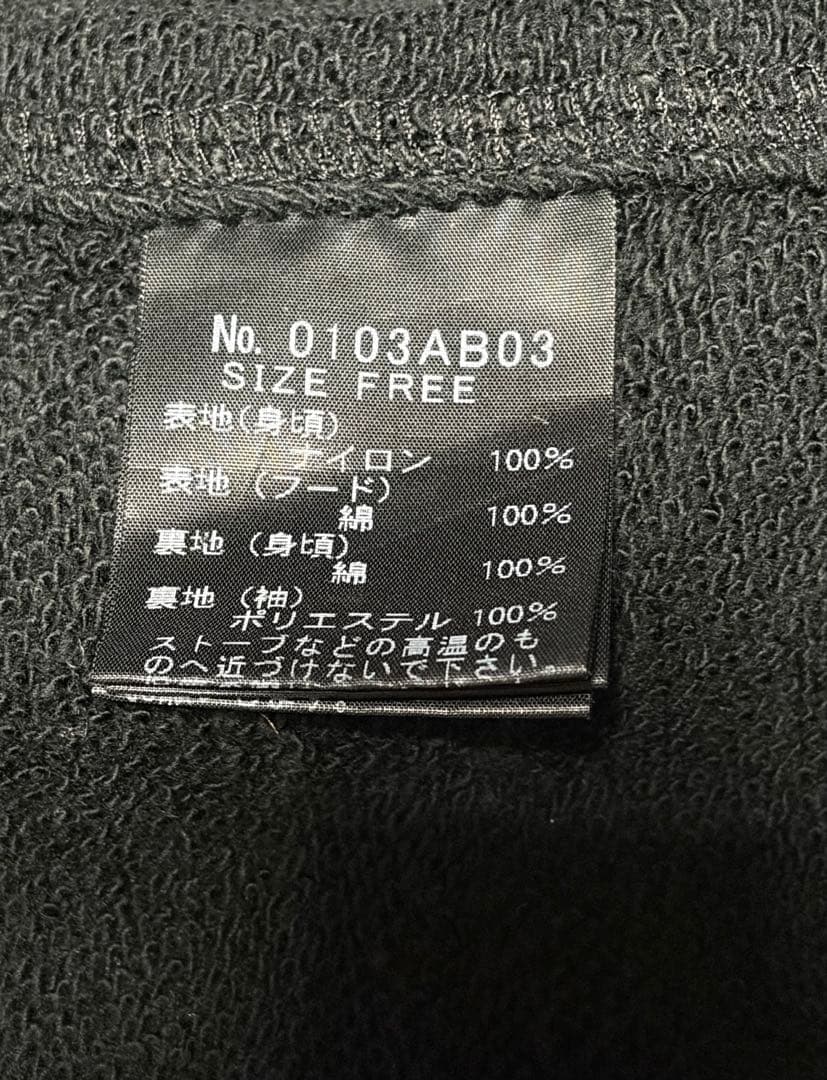 No. 0103AB03
SIZE FREE
表地(身頃)
ナイロン 100%
表地(フード)
綿 100%
裏地(身頃)
綿 100%
裏地(袖)
ポリエステル 100%
ストーブなどの高温のも
のへ近づけないで下さい。